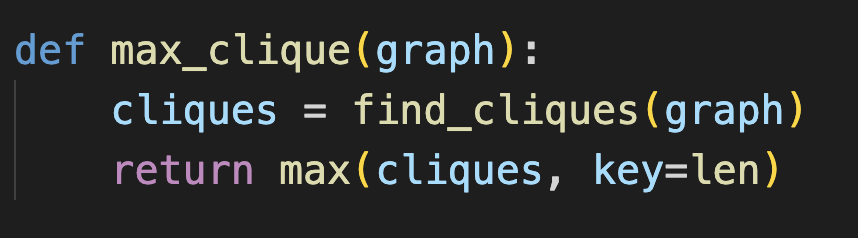 def max_clique(graph):
    cliques = find_cliques(graph)
    return max(cliques, key=len)